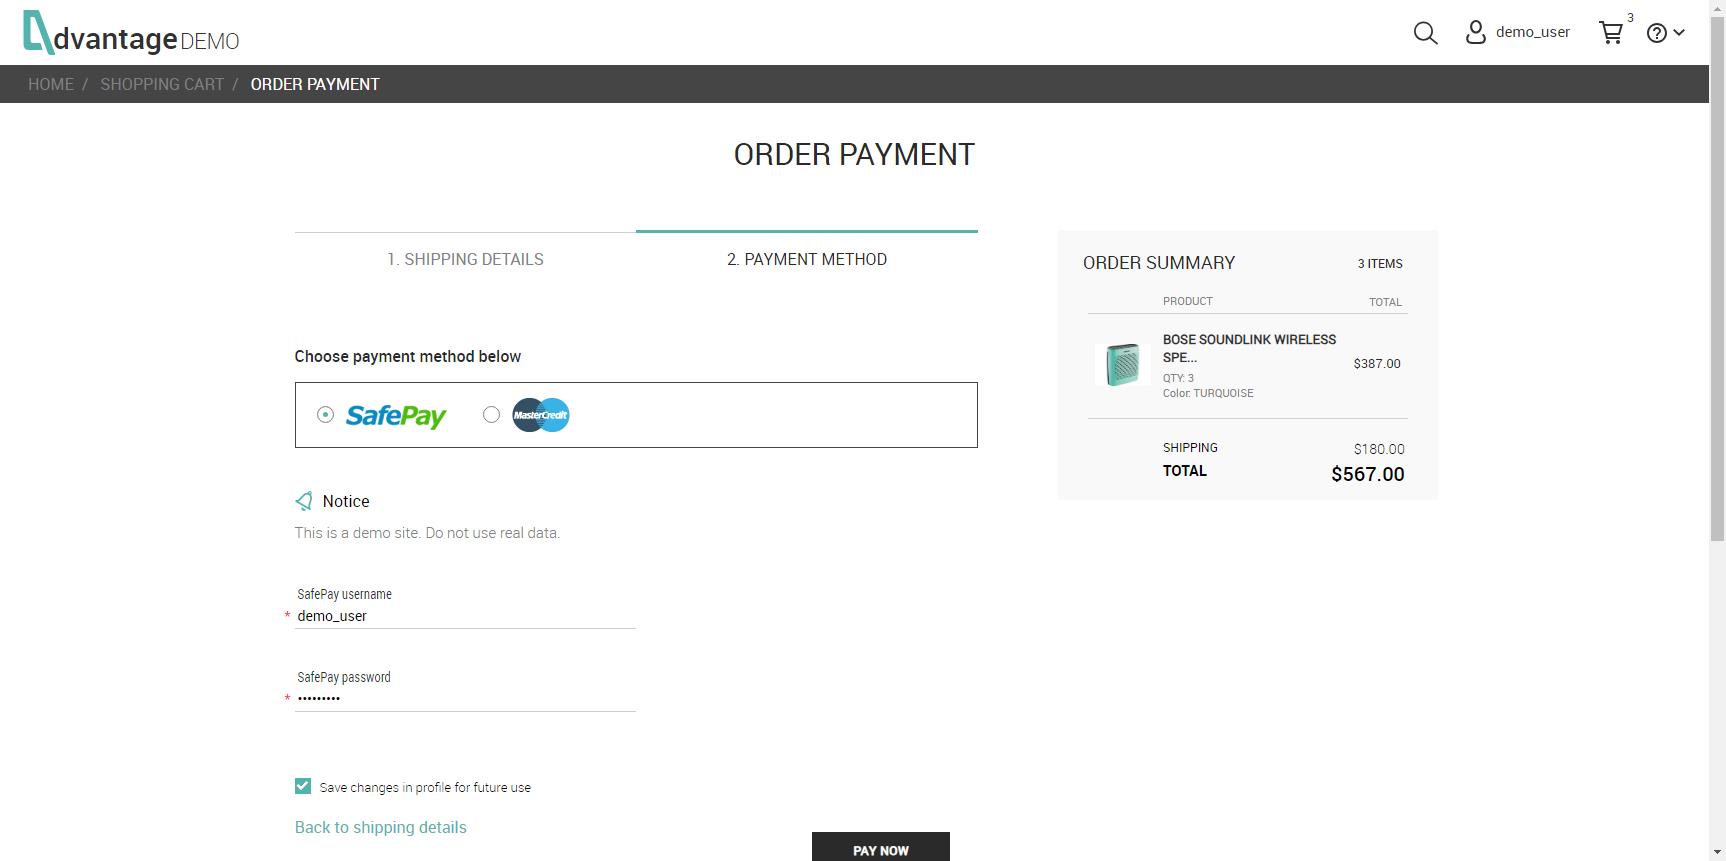 dvantage DEMO
demo_user
3
HOME / SHOPPING CART / ORDER PAYMENT
ORDER PAYMENT
1. SHIPPING DETAILS
2. PAYMENT METHOD
Choose payment method below
SafePay
MasterCredit
Notice
This is a demo site. Do not use real data.
SafePay username
* demo_user
SafePay password
* •••••••••
Save changes in profile for future use
Back to shipping details
PAY NOW
ORDER SUMMARY
3 ITEMS
PRODUCT
TOTAL
BOSE SOUNDLINK WIRELESS
SPE...
$387.00
QTY: 3
Color: TURQUOISE
SHIPPING
$180.00
TOTAL
$567.00